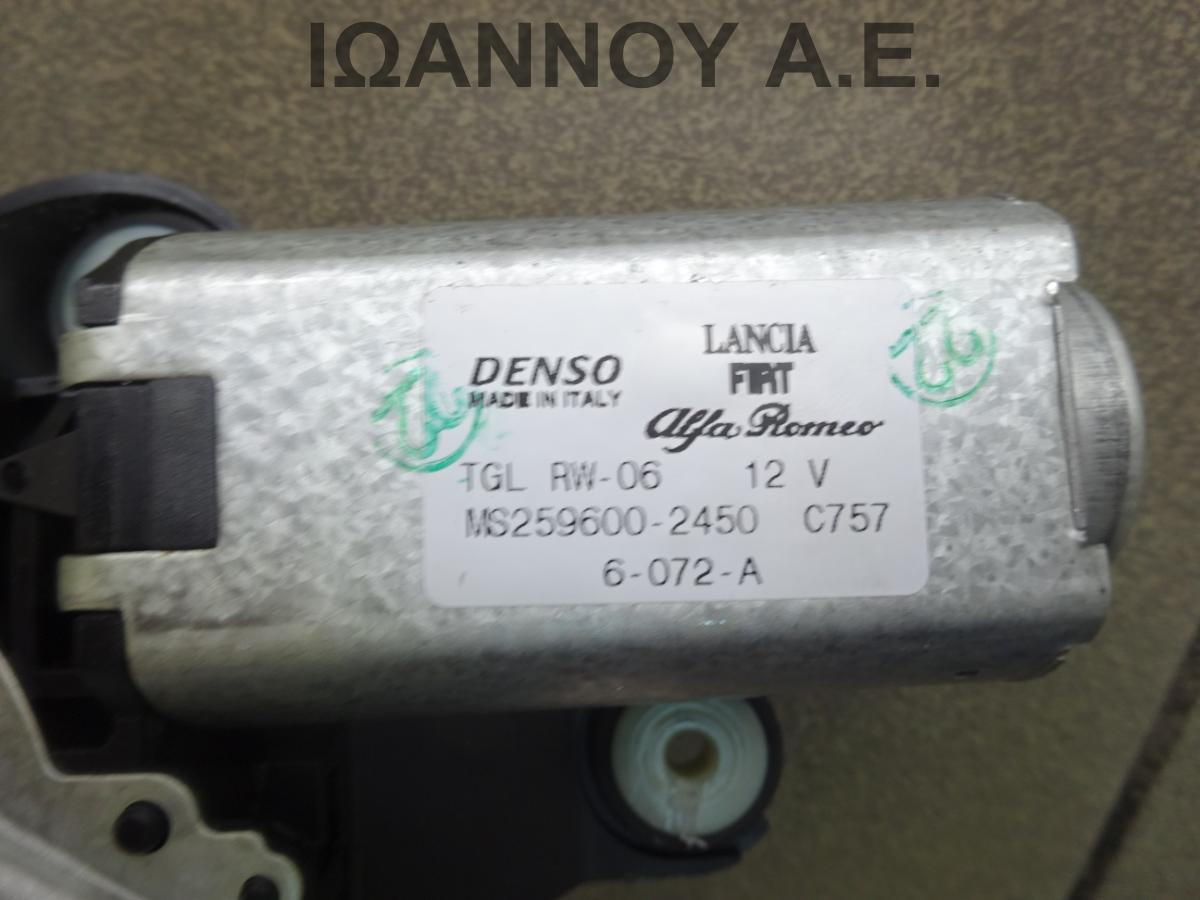 ΙΩΑΝΝΟΥ Α.Ε.
DENSO
MADE IN ITALY
LANCIA
FIAT
Alfa Romeo
TGL RW-06 12 V
MS259600-2450 C757
6-072-A